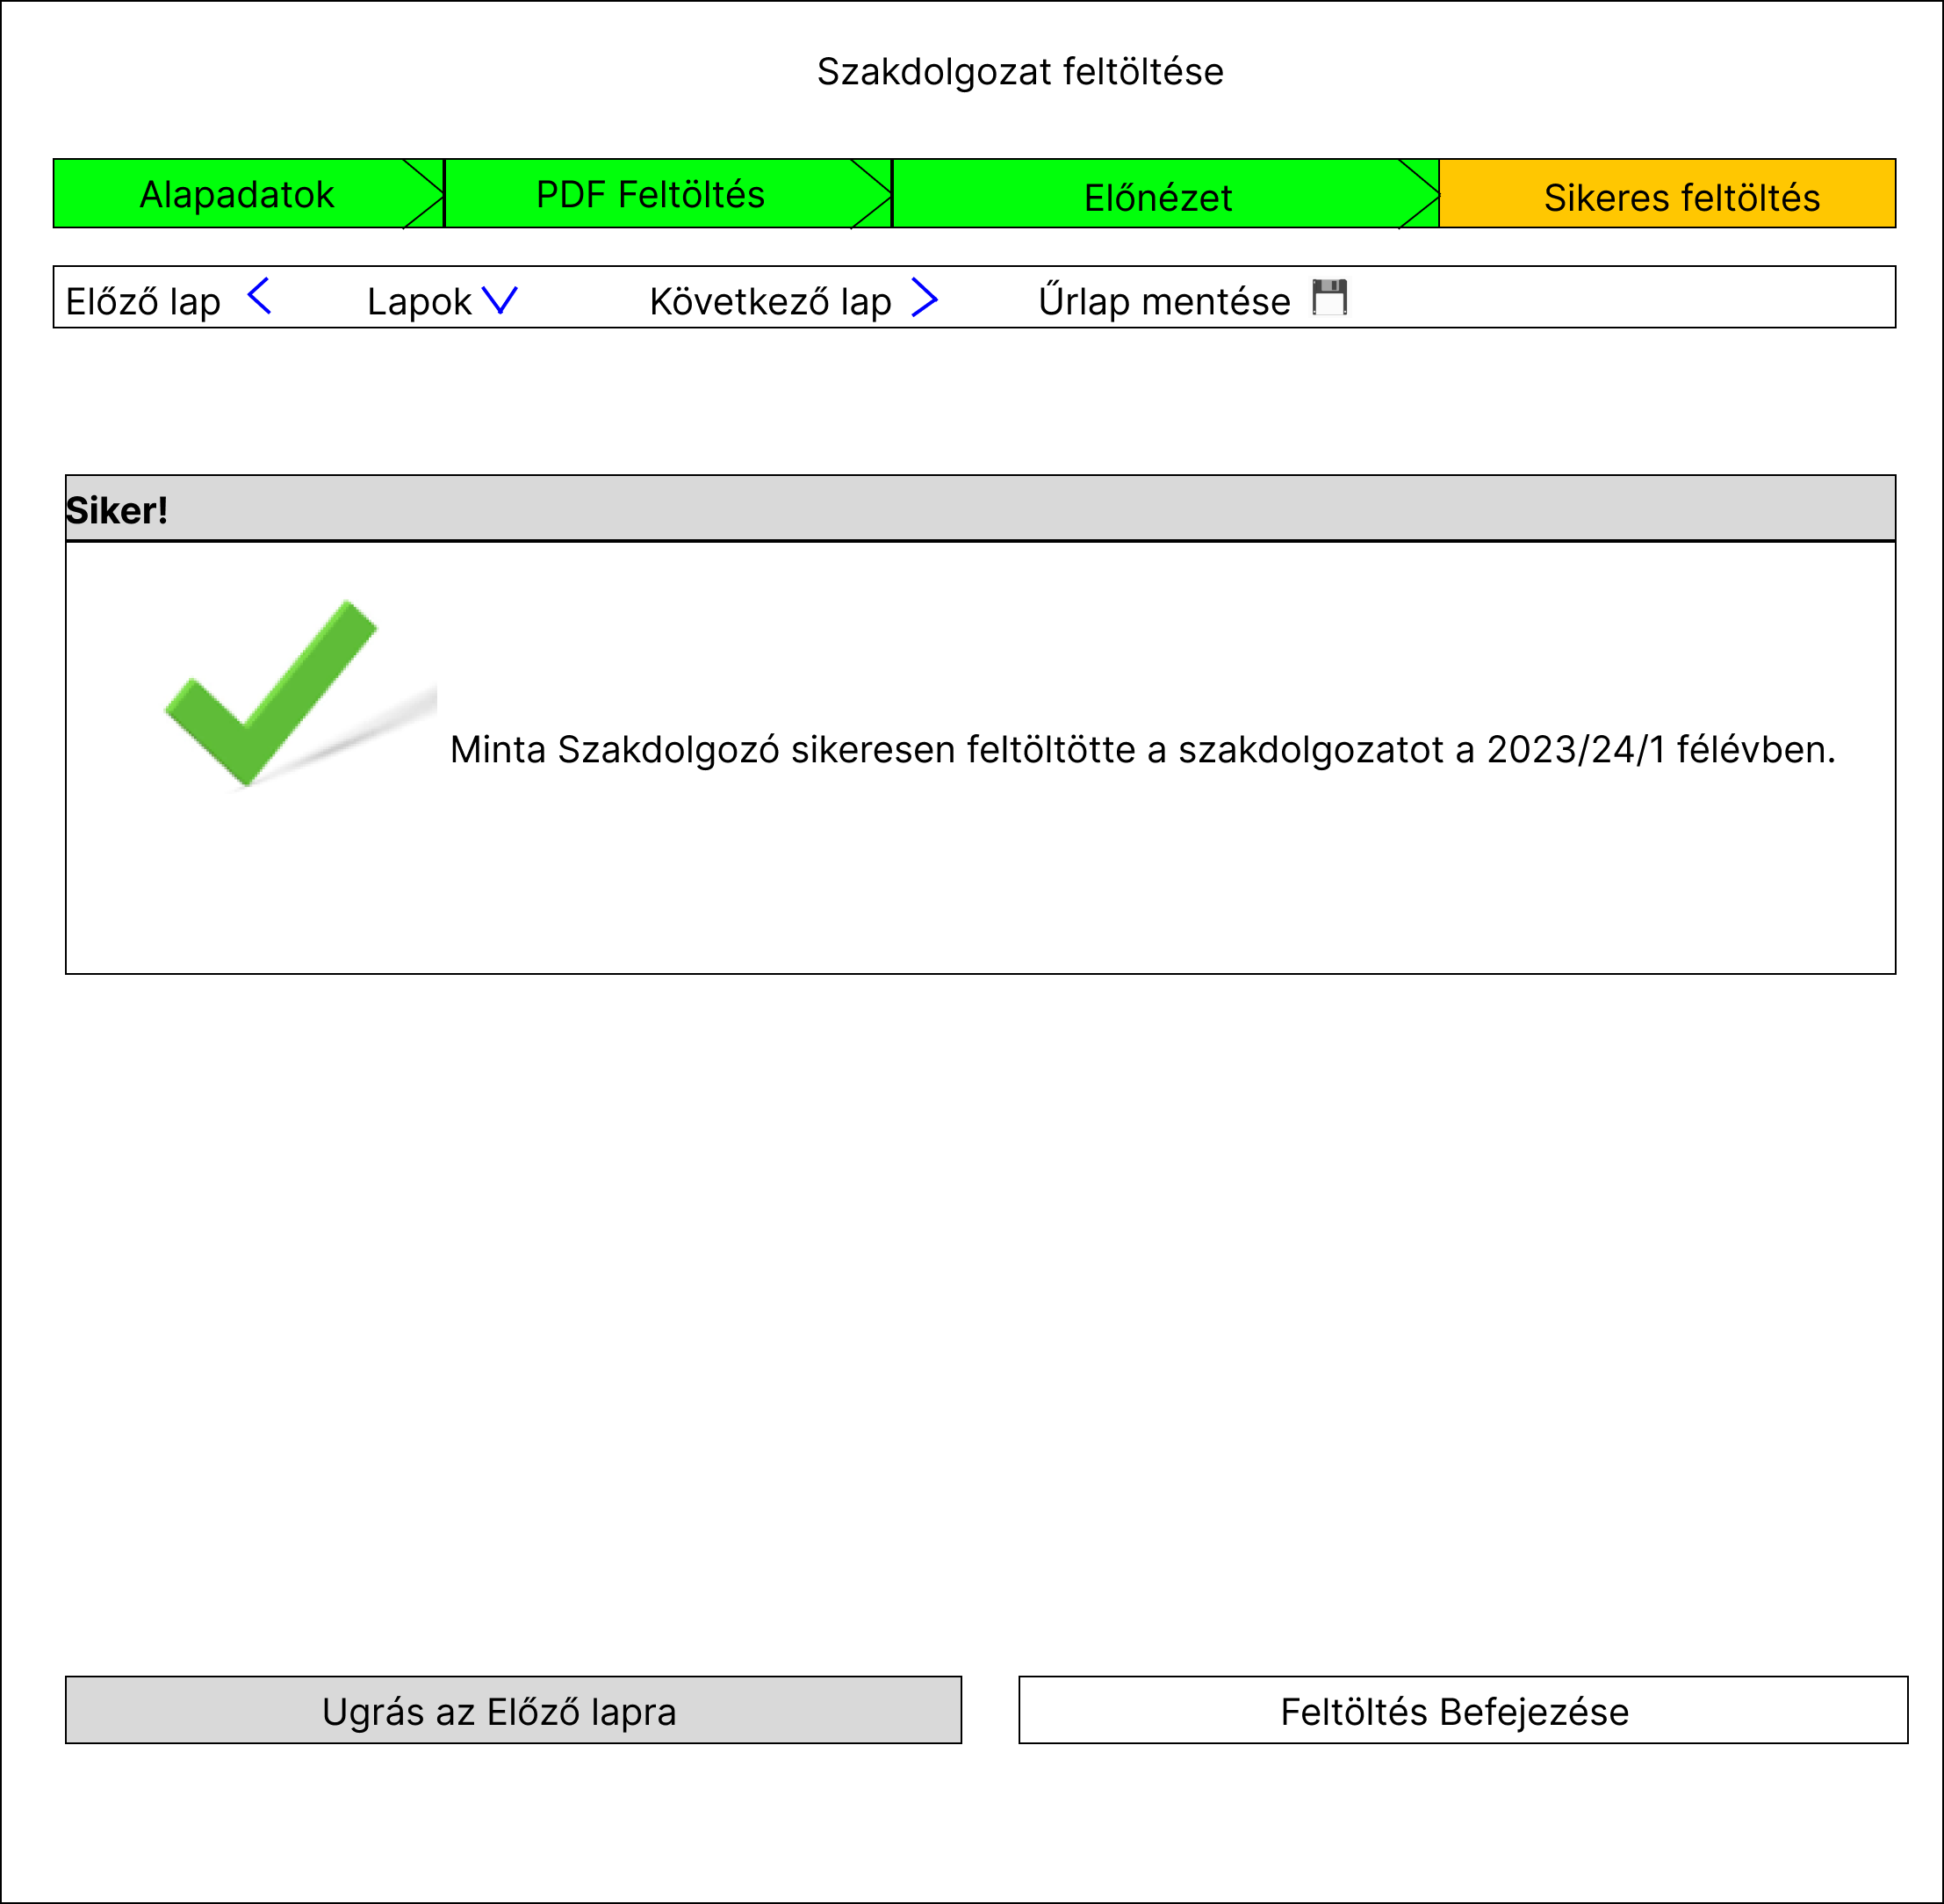 Szakdolgozat feltöltése
Alapadatok PDF Feltöltés Előnézet Sikeres feltöltés
Előző lap Lapok Következő lap Űrlap mentése
Siker!
Minta Szakdolgozó sikeresen feltöltötte a szakdolgozatot a 2023/24/1 félévben.
Ugrás az Előző lapra Feltöltés Befejezése